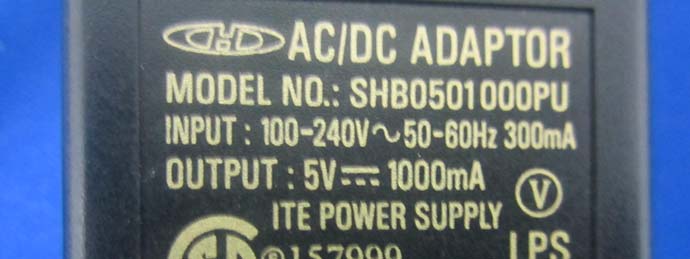 AC/DC ADAPTOR
MODEL NO.: SHB0501000PU
INPUT : 100-240V~50-60Hz 300mA
OUTPUT : 5V⎓ 1000mA
V
ITE POWER SUPPLY
®157999 LPS